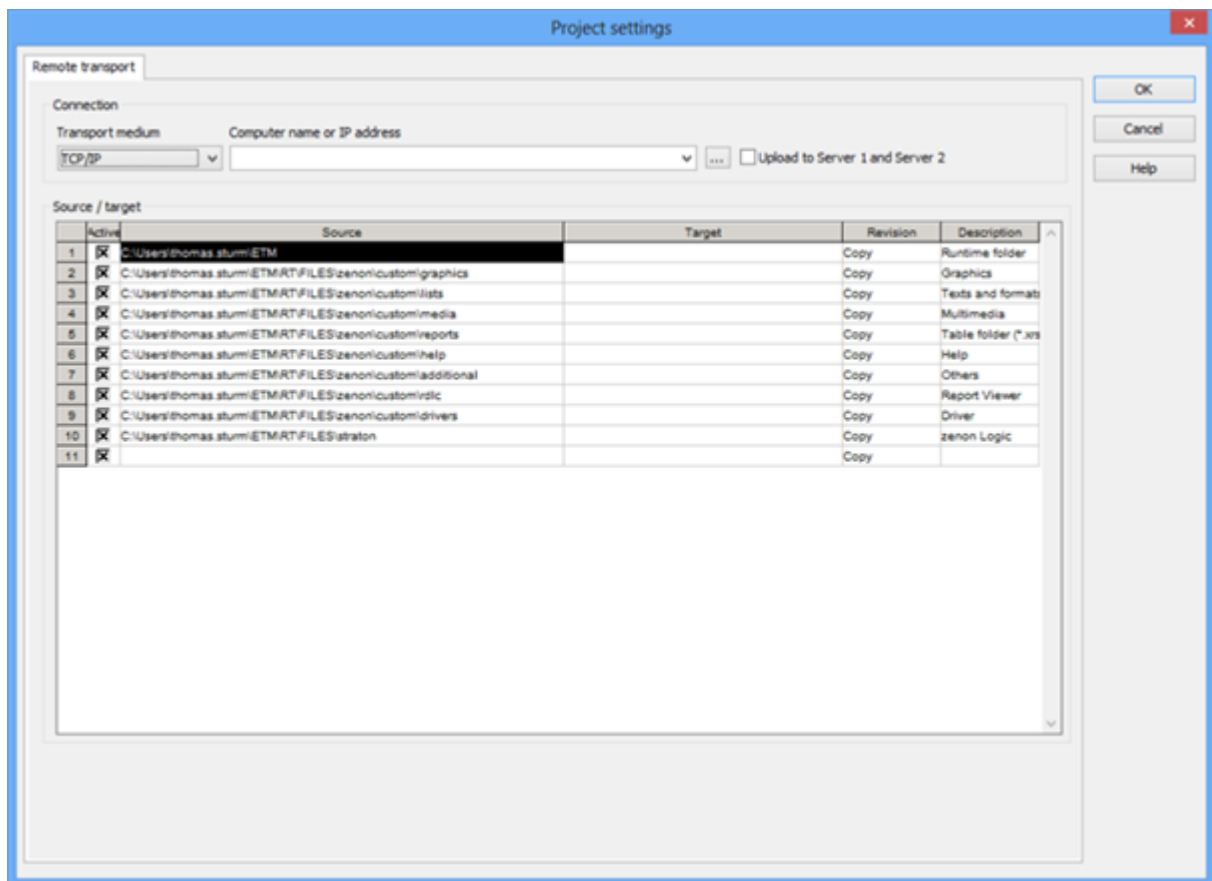 Project settings
Remote transport
OK
Connection
Cancel
Transport medium Computer name or IP address
TCP/IP ... Upload to Server 1 and Server 2
Help
Source / target
Active Source Target Revision Description
1 C:\Users\thomas.sturm\ETM Copy Runtime folder
2 C:\Users\thomas.sturm\ETM\RT\FILES\zenon\custom\graphics Copy Graphics
3 C:\Users\thomas.sturm\ETM\RT\FILES\zenon\custom\lists Copy Texts and formats
4 C:\Users\thomas.sturm\ETM\RT\FILES\zenon\custom\media Copy Multimedia
5 C:\Users\thomas.sturm\ETM\RT\FILES\zenon\custom\reports Copy Table folder (*.xrs
6 C:\Users\thomas.sturm\ETM\RT\FILES\zenon\custom\help Copy Help
7 C:\Users\thomas.sturm\ETM\RT\FILES\zenon\custom\additional Copy Others
8 C:\Users\thomas.sturm\ETM\RT\FILES\zenon\custom\rdlc Copy Report Viewer
9 C:\Users\thomas.sturm\ETM\RT\FILES\zenon\custom\drivers Copy Driver
10 C:\Users\thomas.sturm\ETM\RT\FILES\straton Copy zenon Logic
11 Copy